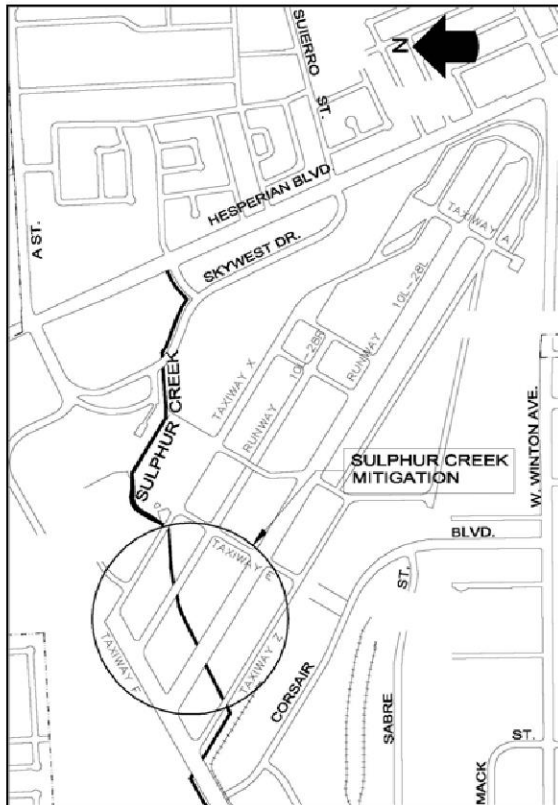 N
SUIERRO
ST.
A ST.
HESPERIAN BLVD.
SKYWEST DR.
TAXIWAY A
SULPHUR CREEK
TAXIWAY X
RUNWAY 10L-28R
RUNWAY 10L-28L
SULPHUR CREEK
MITIGATION
W. WINTON AVE.
BLVD.
TAXIWAY E
TAXIWAY F
TAXIWAY Z
CORSAIR
ST.
SABRE
ST.
MACK